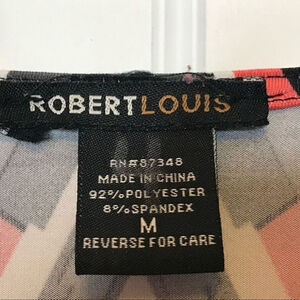 ROBERTLOUIS
RN#87348
MADE IN CHINA
92%POLYESTER
8%SPANDEX
M
REVERSE FOR CARE